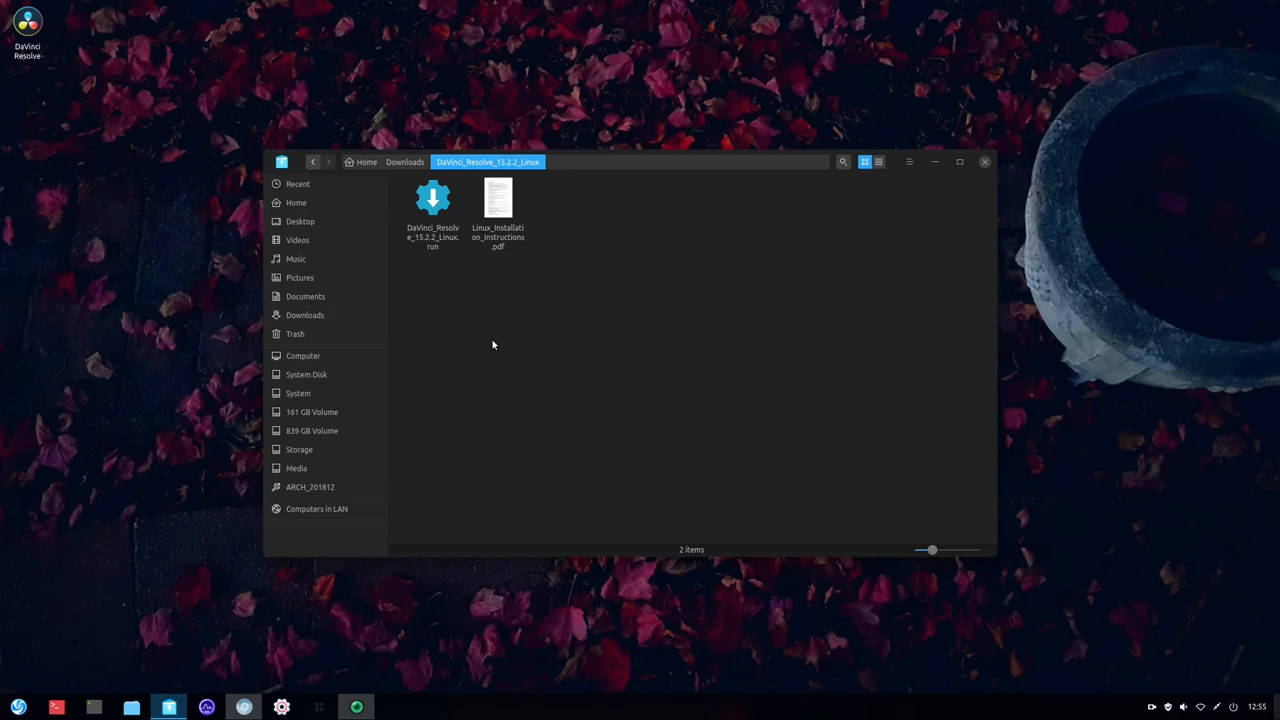 DaVinci
Resolve
Home
Downloads
DaVinci_Resolve_15.2.2_Linux
Recent
Home
Desktop
Videos
Music
Pictures
Documents
Downloads
Trash
Computer
System Disk
System
161 GB Volume
839 GB Volume
Storage
Media
ARCH_201812
Computers in LAN
DaVinci_Resolv
e_15.2.2_Linux.
run
Linux_Installati
on_Instructions
.pdf
2 items
12:55